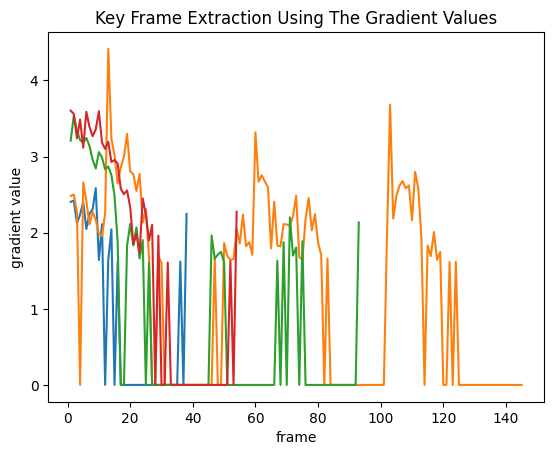 Key Frame Extraction Using The Gradient Values
gradient value
4
3
2
1
0
0 20 40 60 80 100 120 140
frame